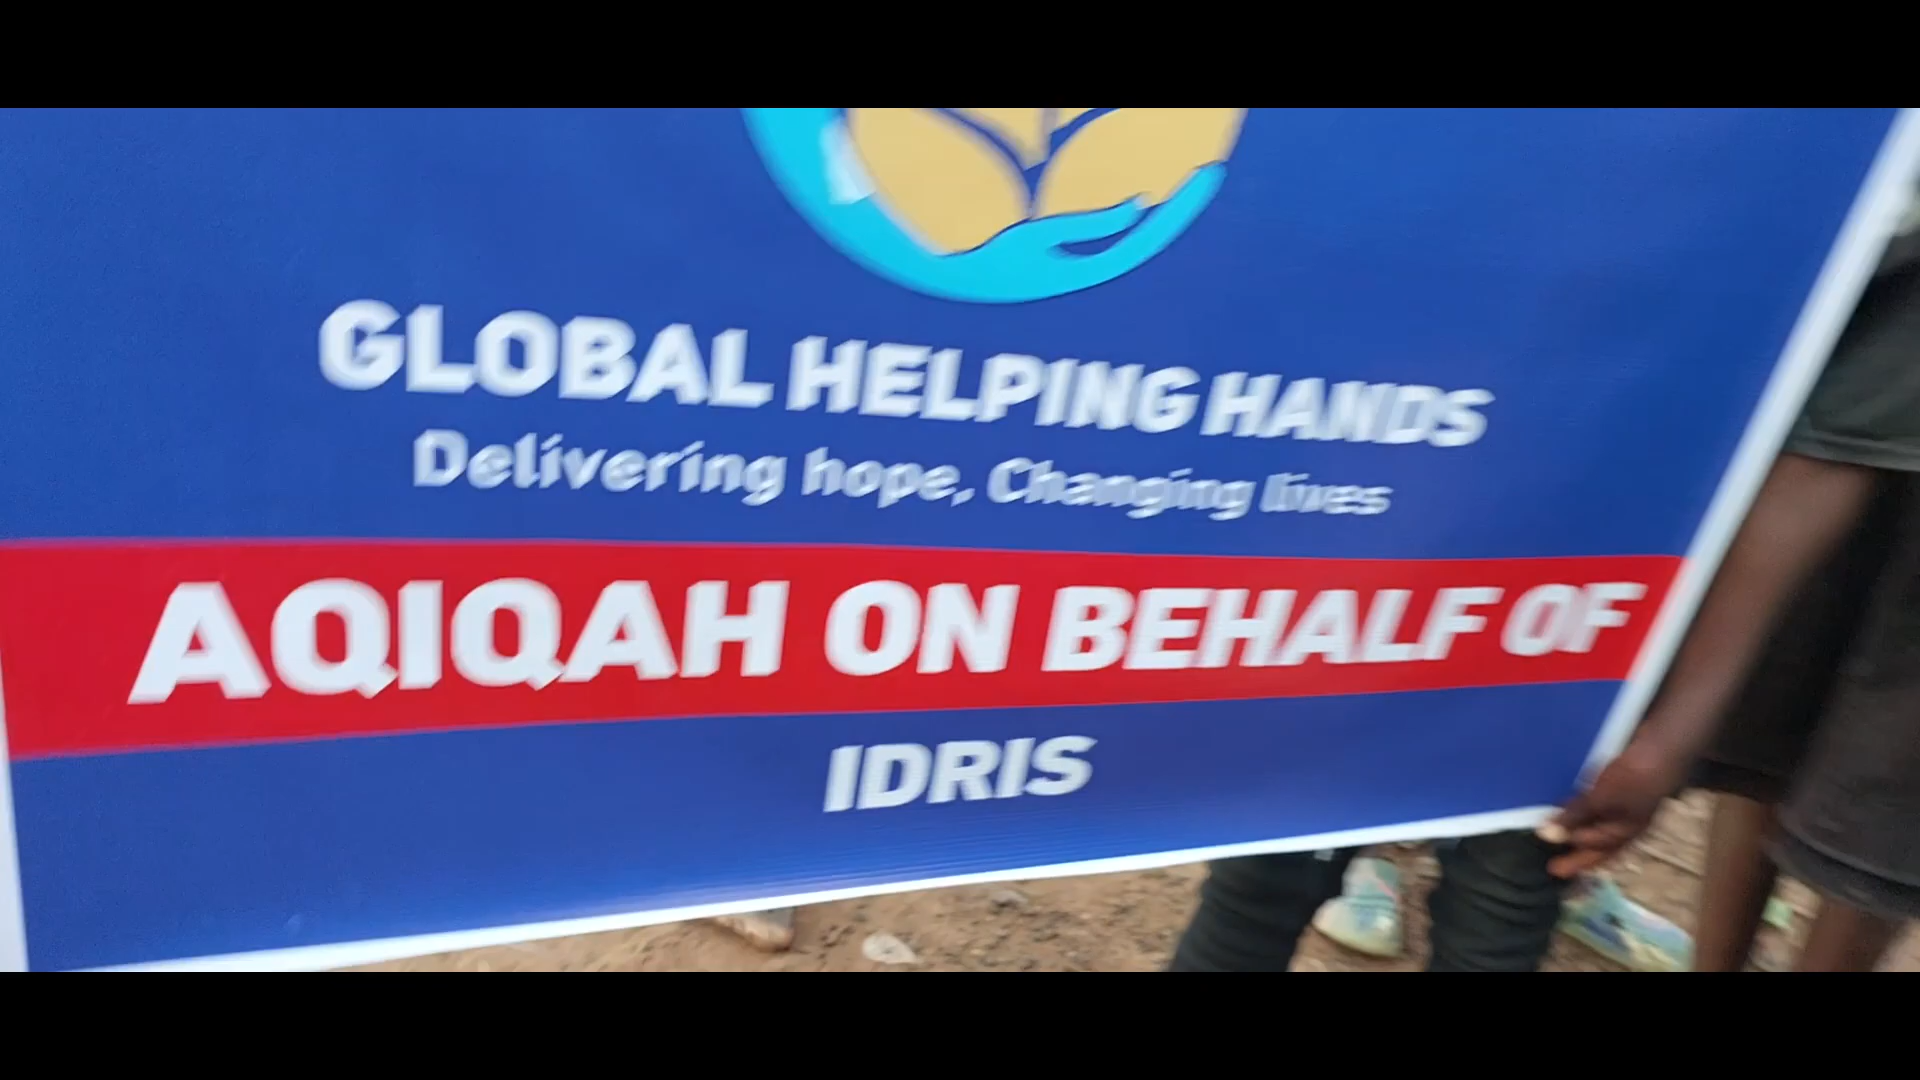 GLOBAL HELPING HANDS
Delivering hope, Changing lives
AQIQAH ON BEHALF OF
IDRIS